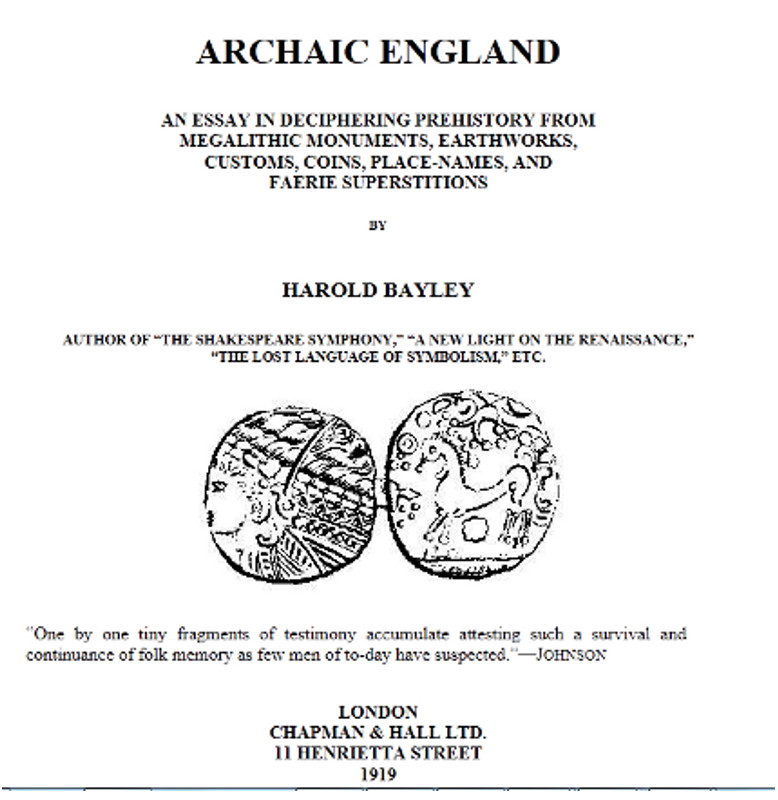 ARCHAIC ENGLAND
AN ESSAY IN DECIPHERING PREHISTORY FROM
MEGALITHIC MONUMENTS, EARTHWORKS,
CUSTOMS, COINS, PLACE-NAMES, AND
FAERIE SUPERSTITIONS
BY
HAROLD BAYLEY
AUTHOR OF “THE SHAKESPEARE SYMPHONY,” “A NEW LIGHT ON THE RENAISSANCE,”
“THE LOST LANGUAGE OF SYMBOLISM,” ETC.
“One by one tiny fragments of testimony accumulate attesting such a survival and
continuance of folk memory as few men of to-day have suspected.”—JOHNSON
LONDON
CHAPMAN & HALL LTD.
11 HENRIETTA STREET
1919